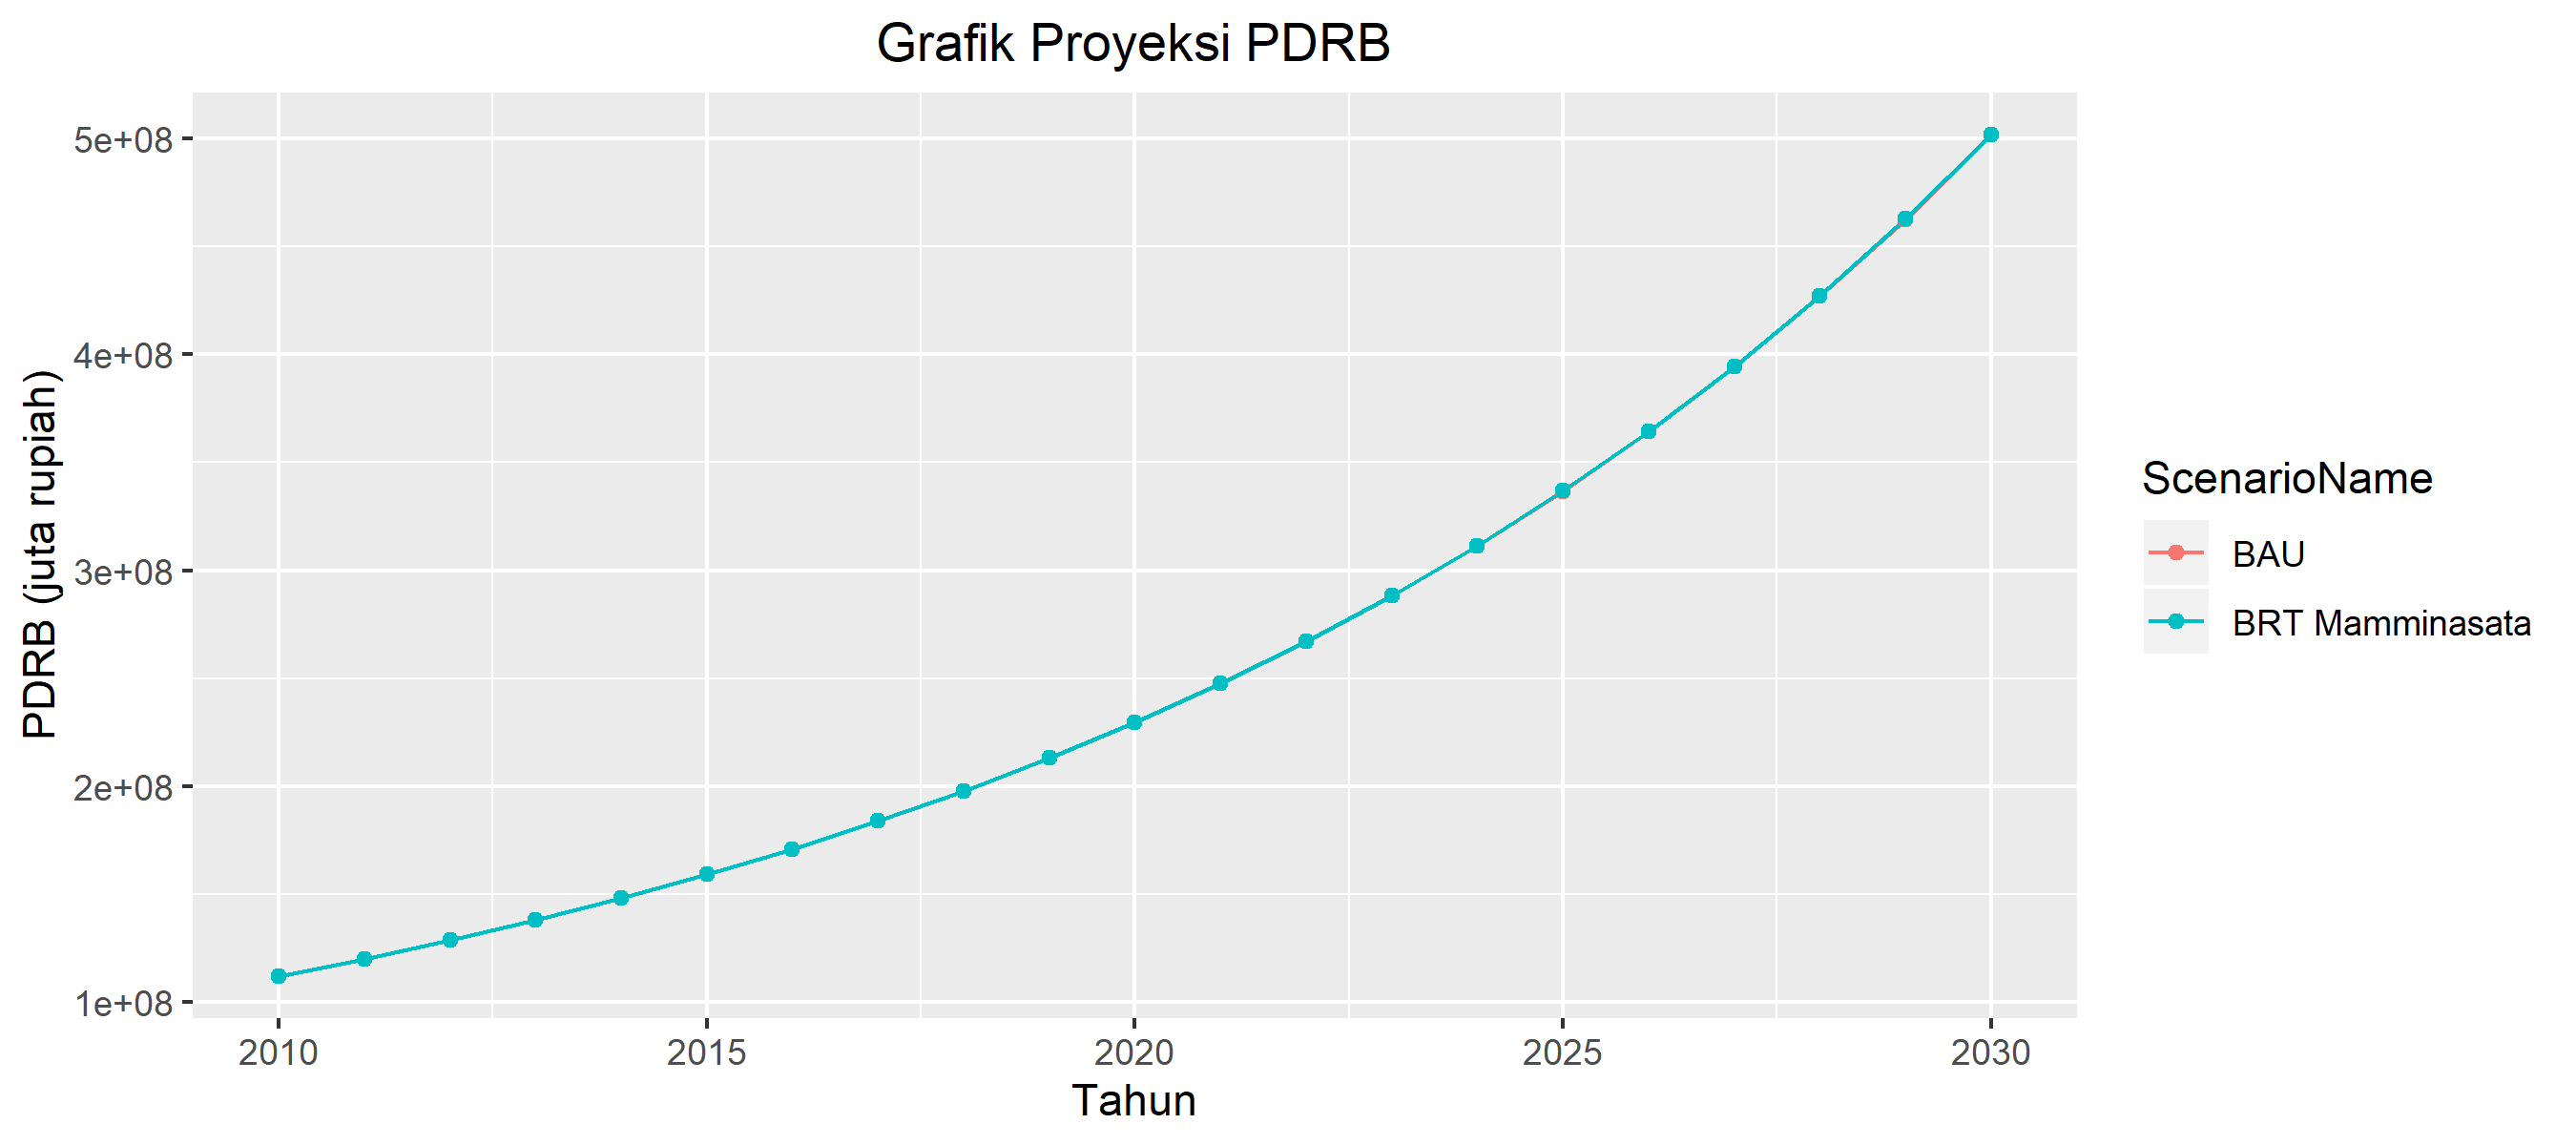 Grafik Proyeksi PDRB
5e+08
4e+08
3e+08
2e+08
1e+08
PDRB (juta rupiah)
2010 2015 2020 2025 2030
Tahun
ScenarioName
BAU
BRT Mamminasata